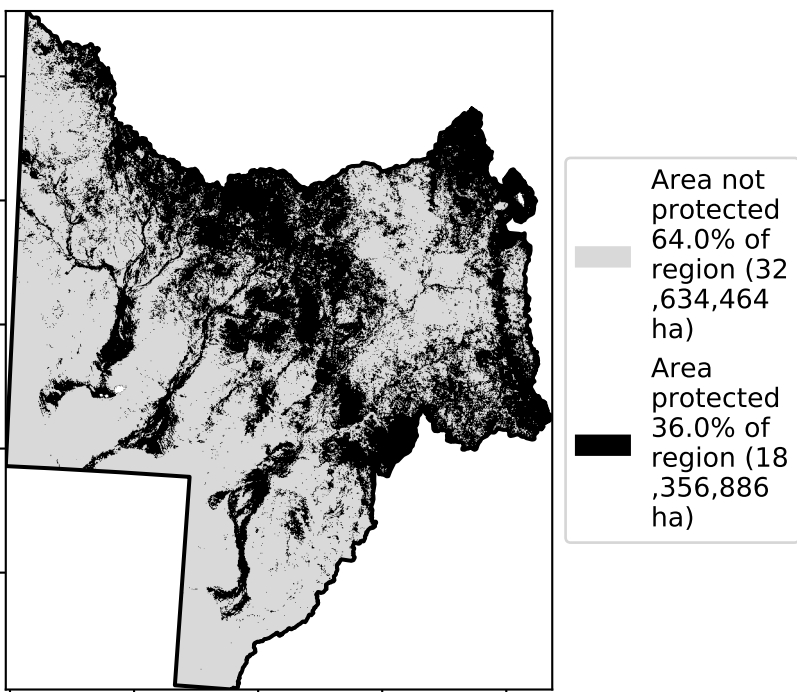 Area not
protected
64.0% of
region (32
,634,464
ha)
Area
protected
36.0% of
region (18
,356,886
ha)